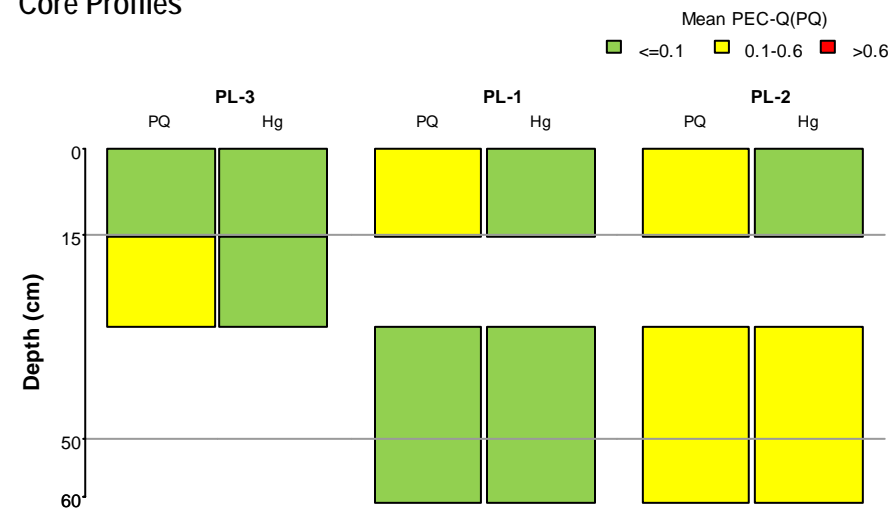 Core Profiles
Mean PEC-Q(PQ)
<=0.1 0.1-0.6 >0.6
PL-3 PL-1 PL-2
PQ Hg PQ Hg PQ Hg
0
15
Depth (cm)
50
60